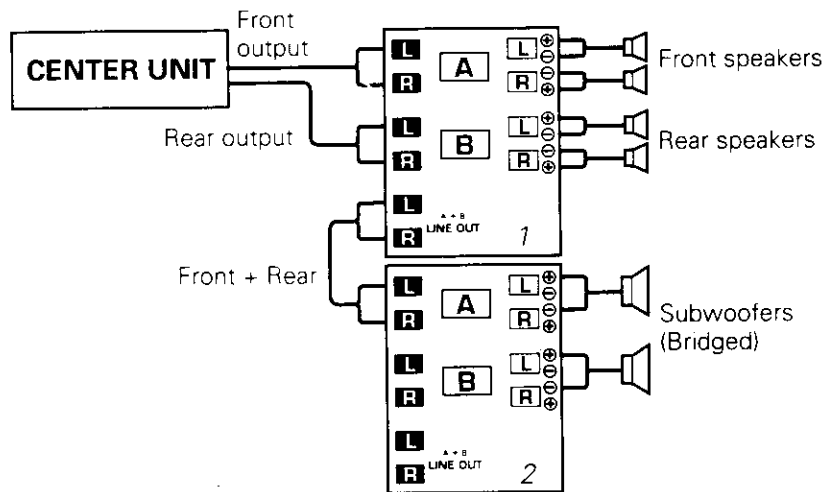 Front
output
CENTER UNIT
Rear output
Front + Rear
L
R
A
L ⊕
⊖
R ⊖
⊕
Front speakers
L
R
B
L ⊕
⊖
R ⊖
⊕
Rear speakers
L
R
A + B
LINE OUT
1
L
R
A
L ⊕
⊖
R ⊖
⊕
L
R
B
L ⊕
⊖
R ⊖
⊕
Subwoofers
(Bridged)
L
R
A + B
LINE OUT
2